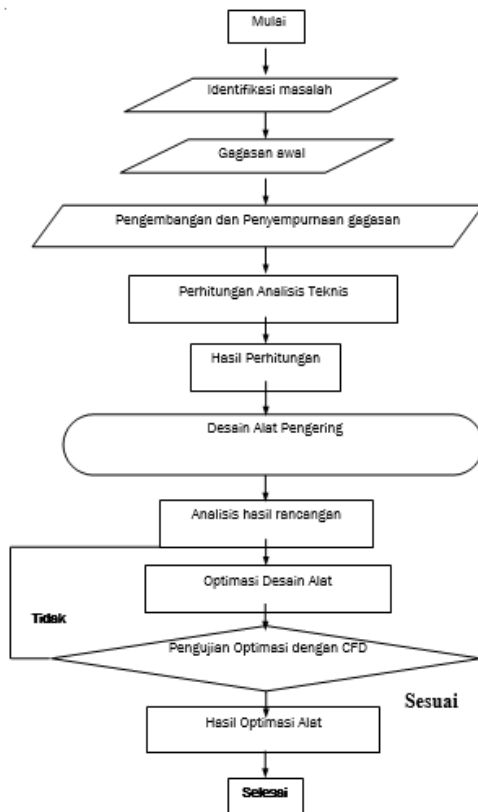 Mulai
Identifikasi masalah
Gagasan awal
Pengembangan dan Penyempurnaan gagasan
Perhitungan Analisis Teknis
Hasil Perhitungan
Desain Alat Pengering
Analisis hasil rancangan
Optimasi Desain Alat
Tidak
Pengujian Optimasi dengan CFD
Sesuai
Hasil Optimasi Alat
Selesai